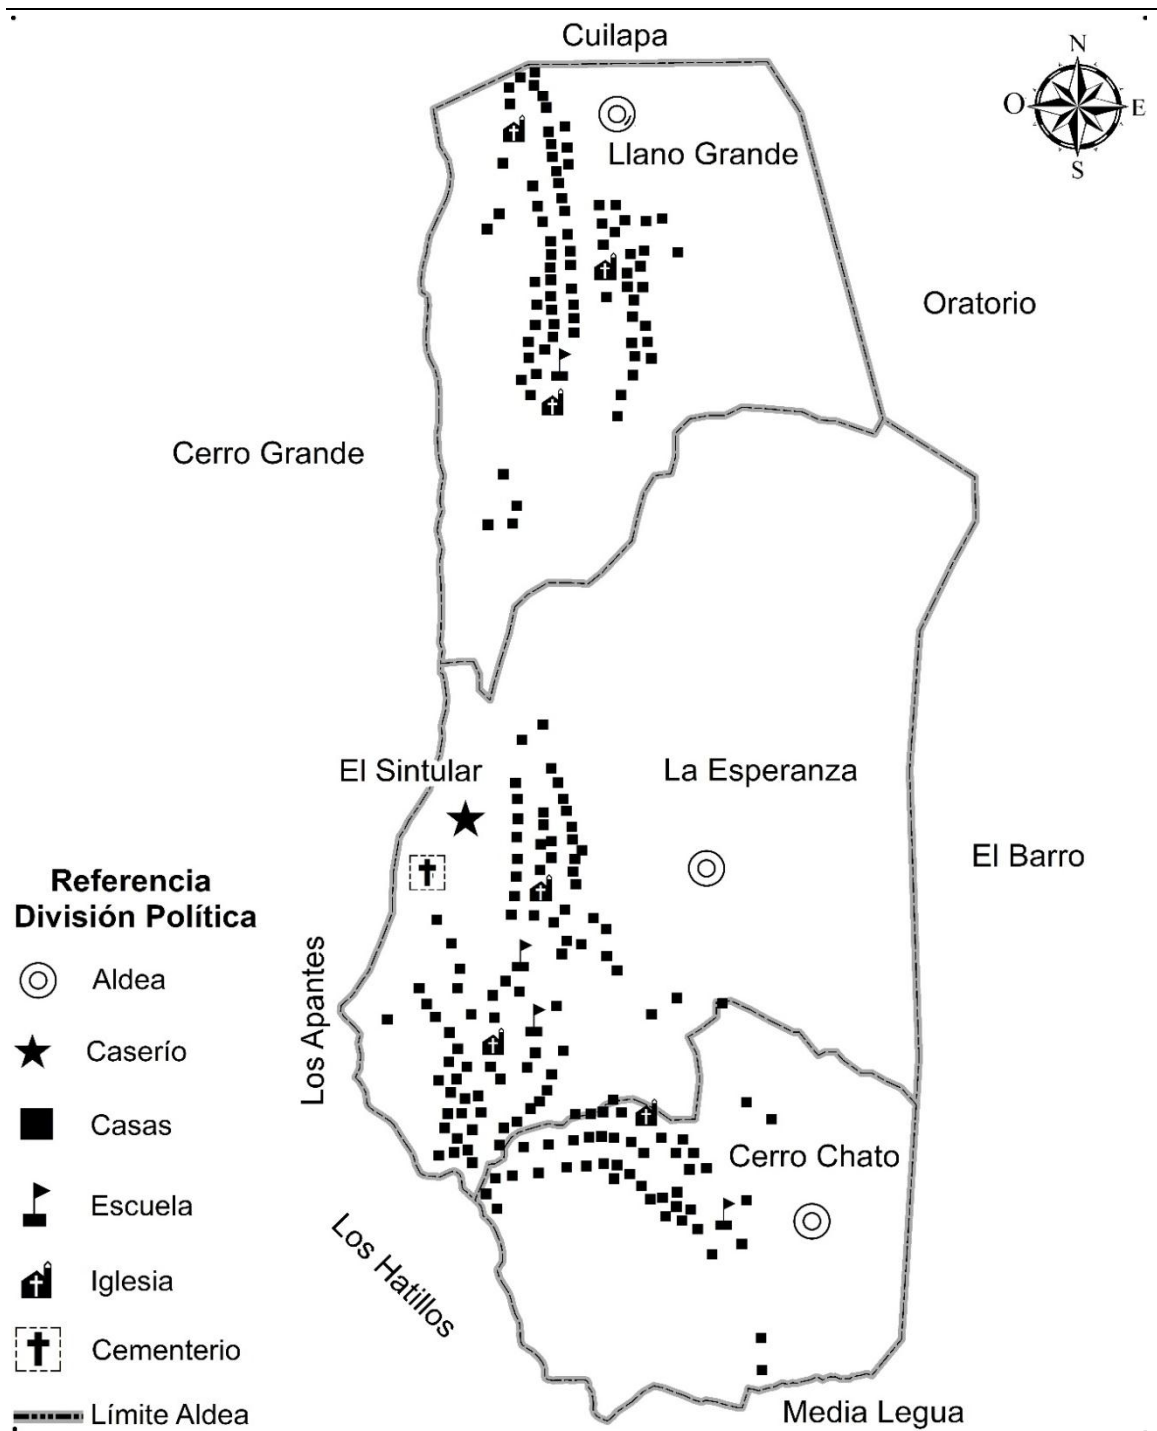 Cuilapa
N
O
E
S
Llano Grande
Oratorio
Cerro Grande
El Sintular
La Esperanza
El Barro
Los Apantes
Cerro Chato
Los Hatillos
Media Legua
Referencia
División Política
Aldea
Caserío
Casas
Escuela
Iglesia
Cementerio
Límite Aldea